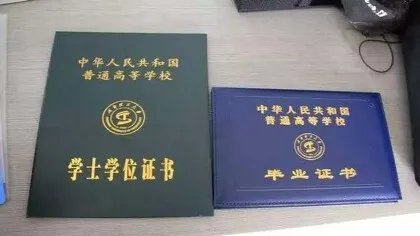 中华人民共和国
普通高等学校
学士学位证书
中华人民共和国
普通高等学校
毕业证书